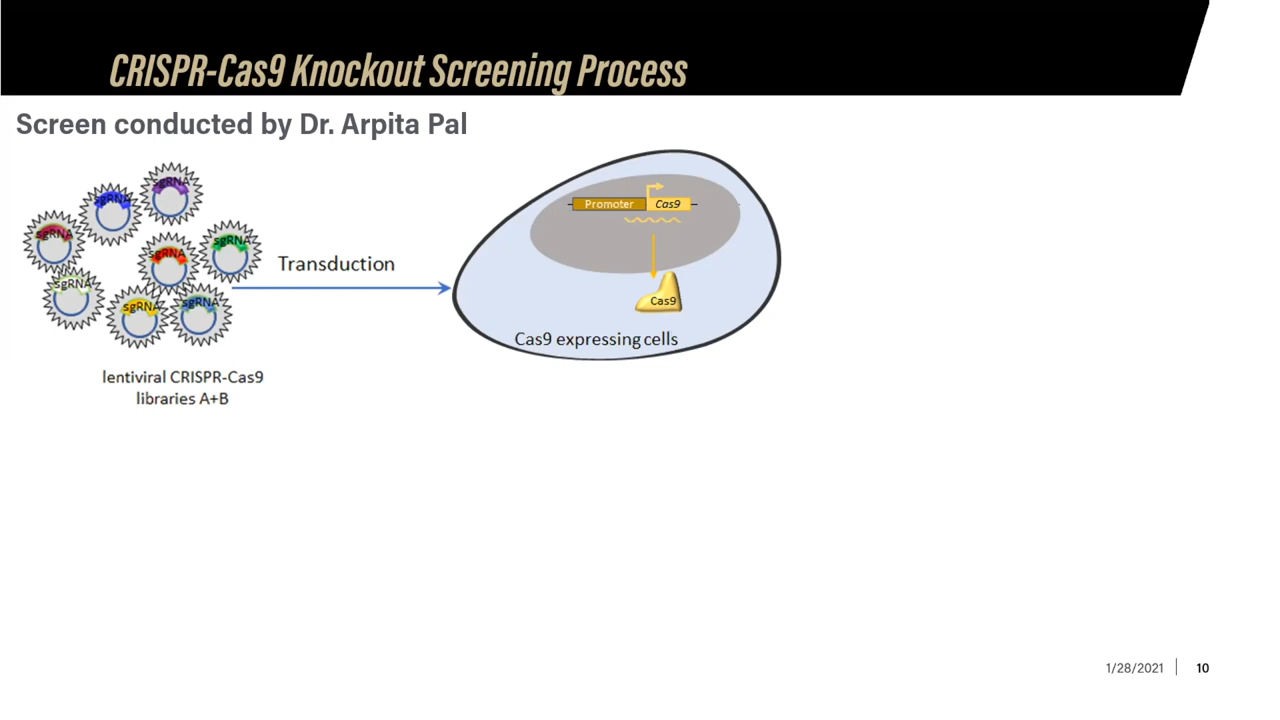 CRISPR-Cas9 Knockout Screening Process
Screen conducted by Dr. Arpita Pal
sgRNA
sgRNA
sgRNA
sgRNA
sgRNA
sgRNA
sgRNA
sgRNA
Transduction
lentiviral CRISPR-Cas9
libraries A+B
Promoter
Cas9
Cas9
Cas9 expressing cells
1/28/2021
10